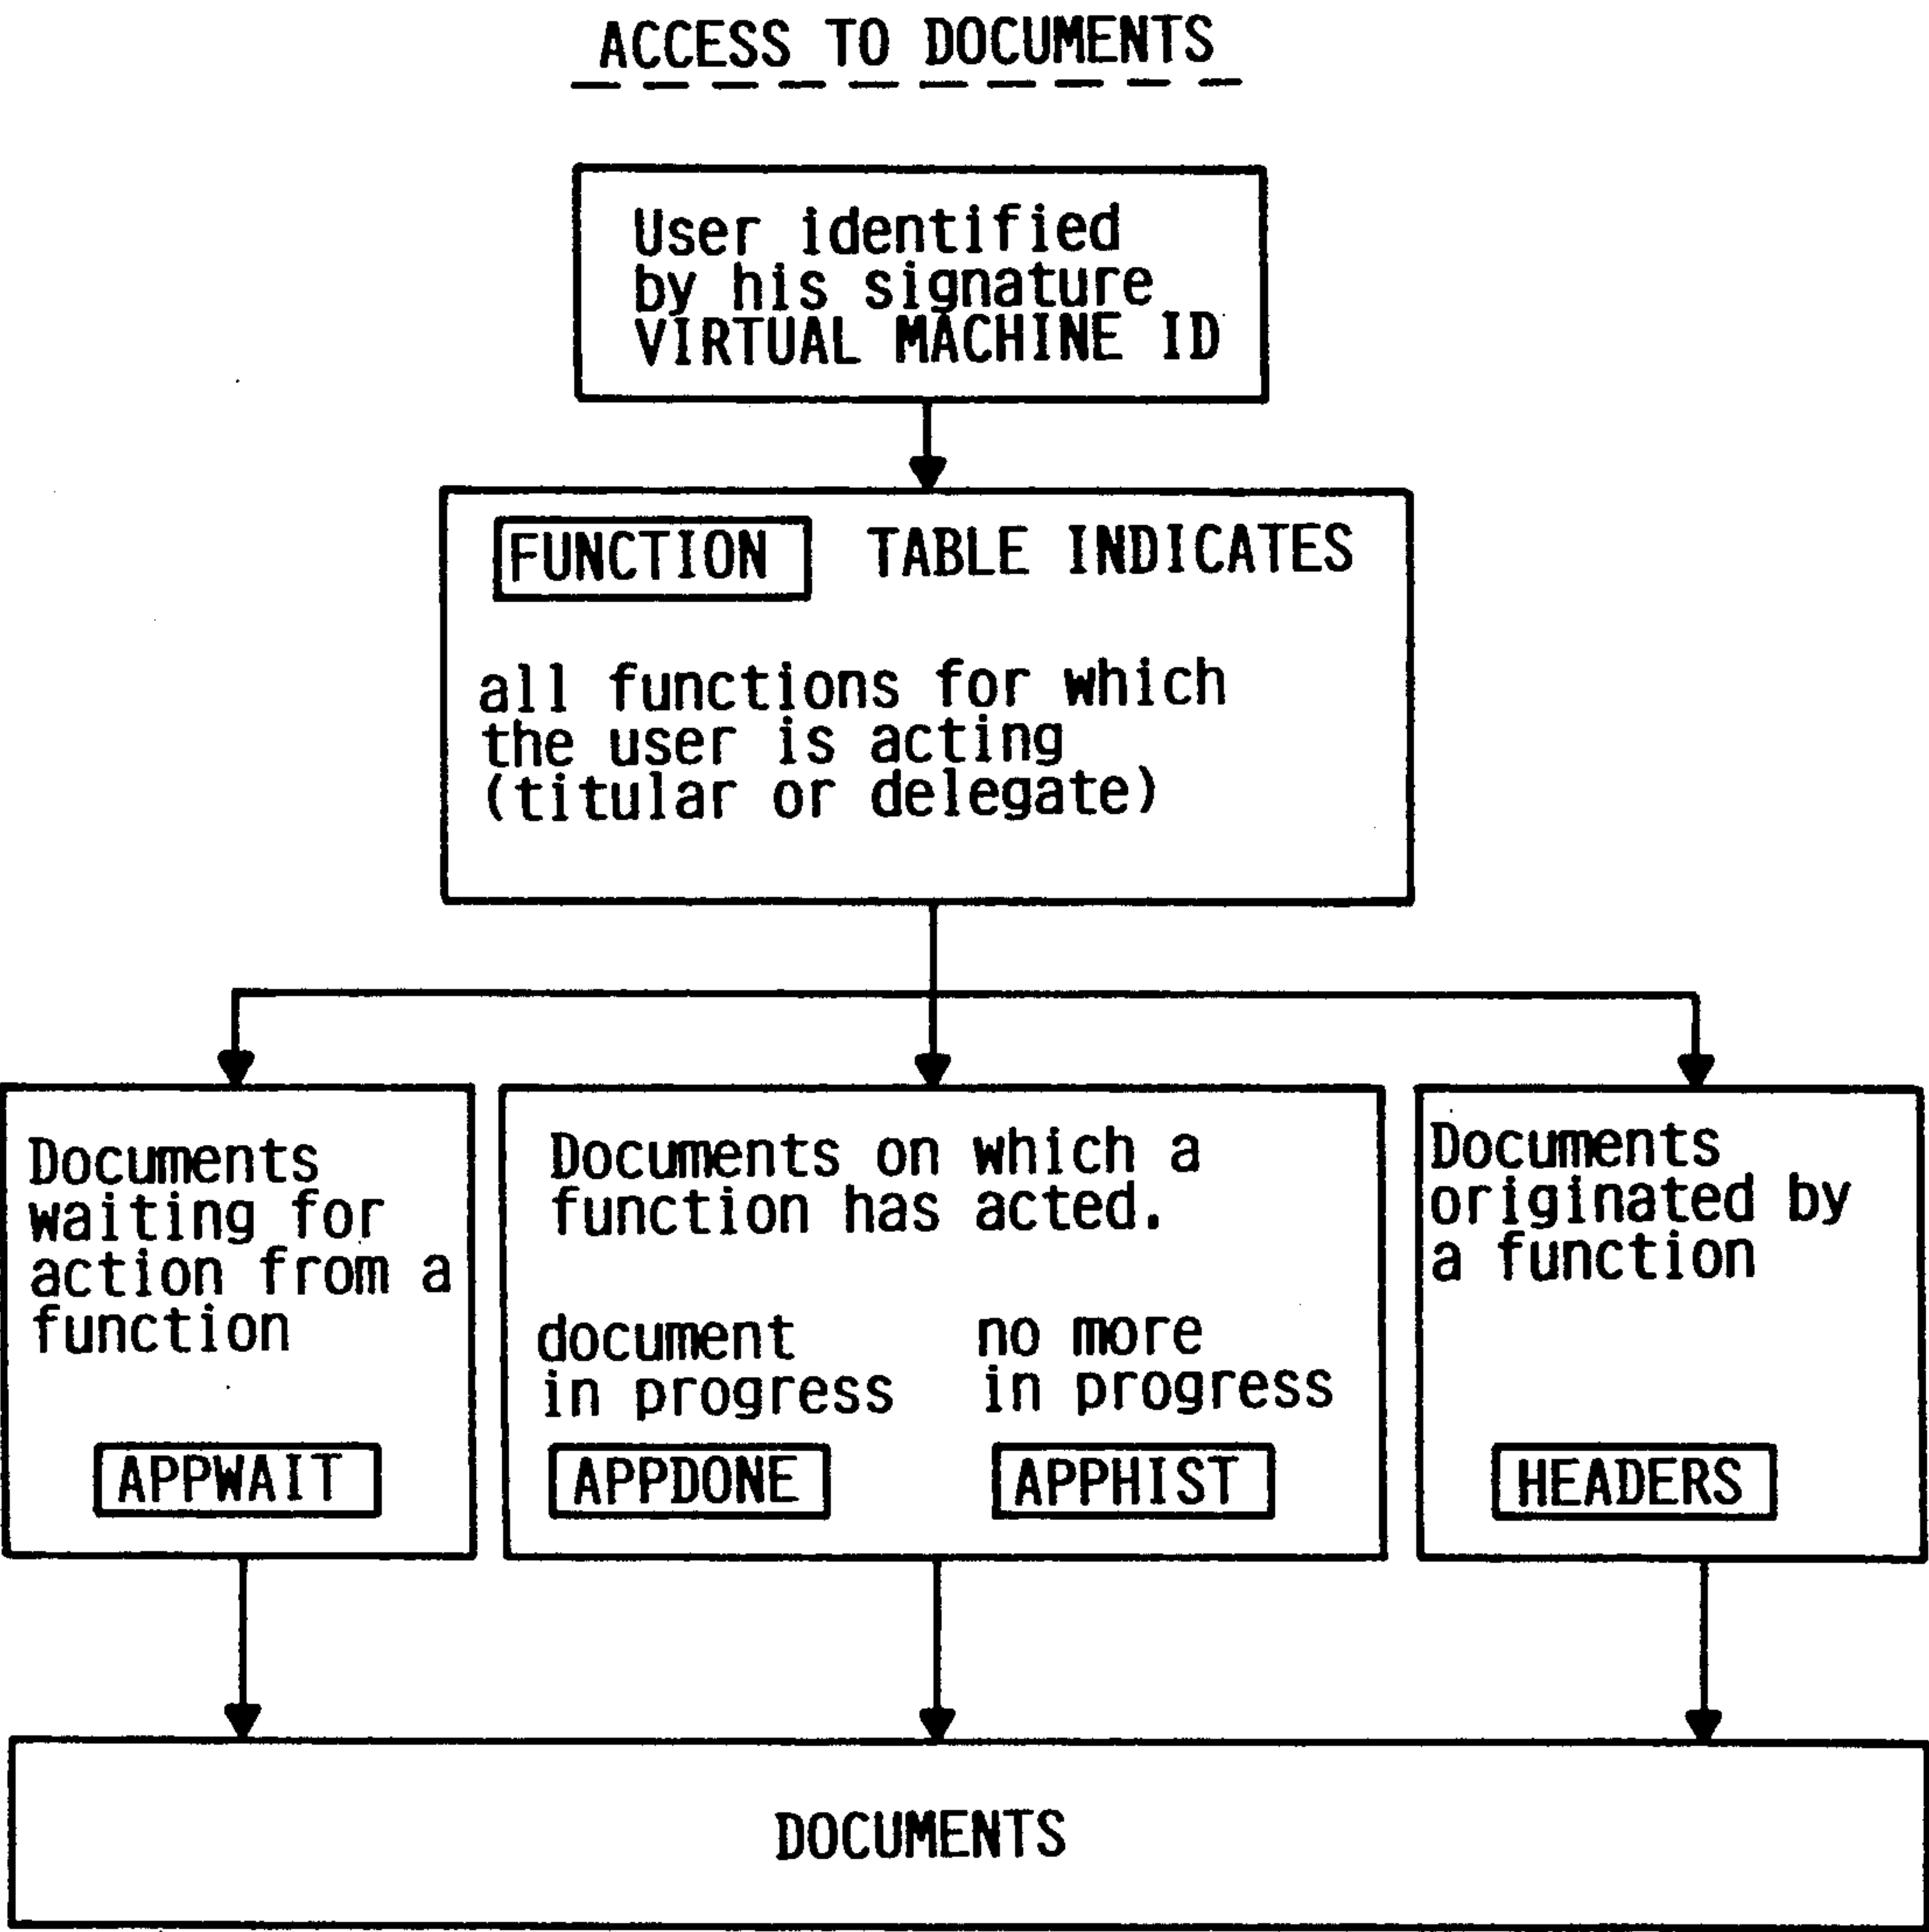 ACCESS TO DOCUMENTS
User identified
by his signature
VIRTUAL MACHINE ID
FUNCTION TABLE INDICATES
all functions for which
the user is acting
(titular or delegate)
Documents
waiting for
action from a
function
APPWAIT
Documents on which a
function has acted.
document
in progress
APPDONE
no more
in progress
APPHIST
Documents
originated by
a function
HEADERS
DOCUMENTS